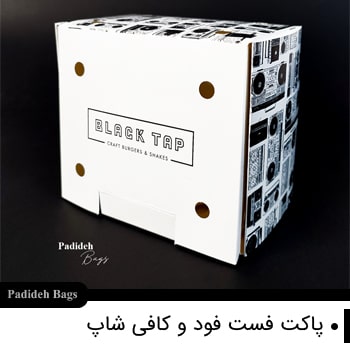 BLACK TAP
CRAFT BURGERS & SHAKES
Padideh
Bags
Padideh Bags
پاکت فست فود و کافی شاپ